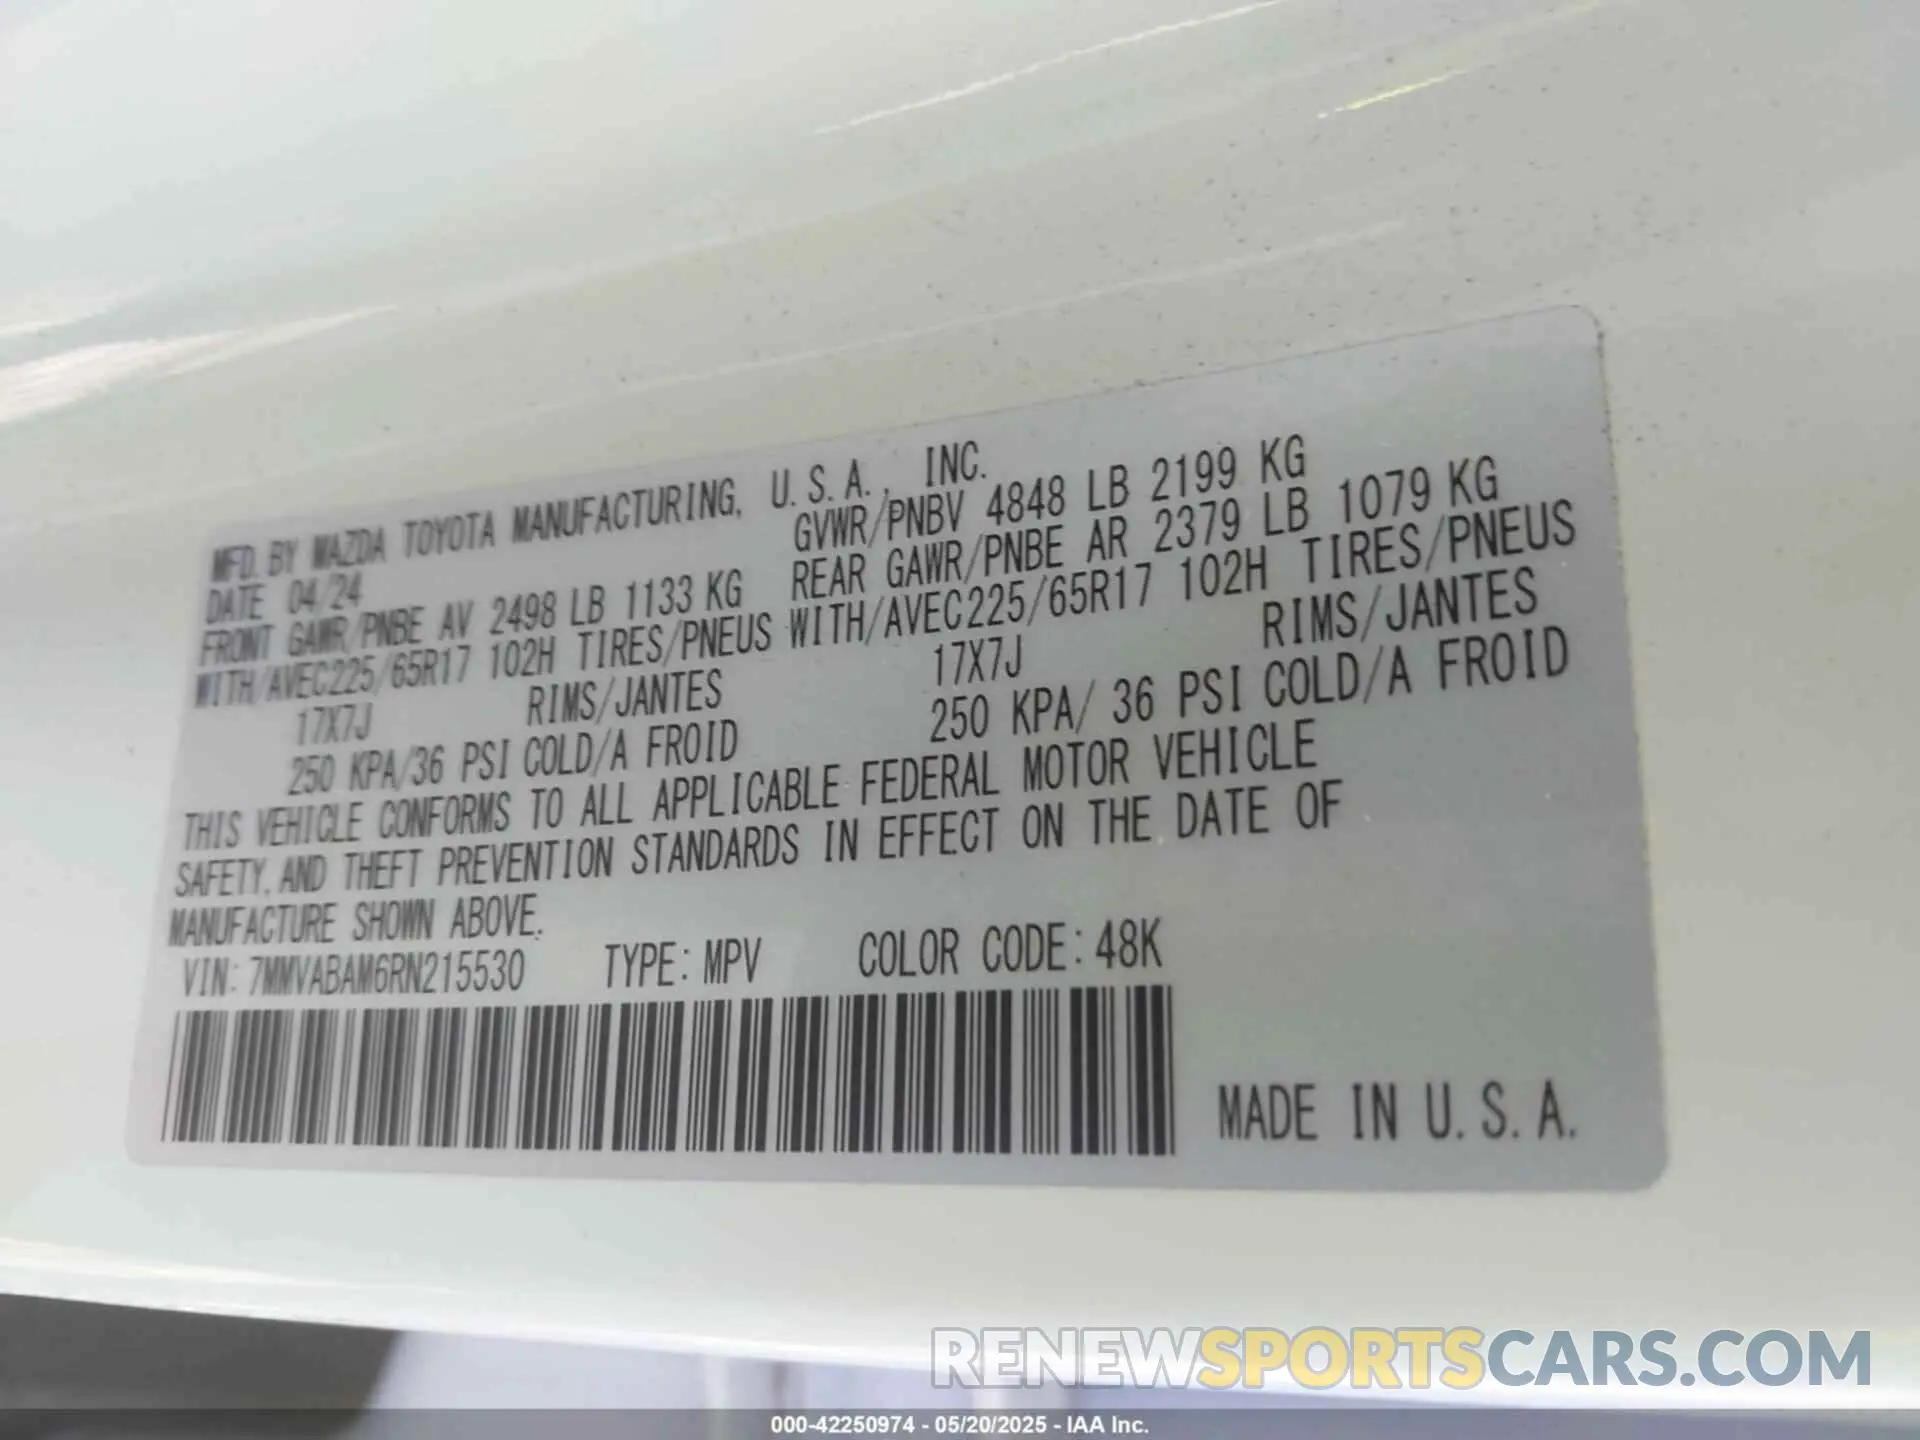 MFD. BY MAZDA TOYOTA MANUFACTURING, U.S.A., INC.
DATE 04/24 GVWR/PNBV 4848 LB 2199 KG
FRONT GAWR/PNBE AV 2498 LB 1133 KG REAR GAWR/PNBE AR 2379 LB 1079 KG
WITH/AVEC225/65R17 102H TIRES/PNEUS WITH/AVEC225/65R17 102H TIRES/PNEUS
17X7J RIMS/JANTES 17X7J RIMS/JANTES
250 KPA/36 PSI COLD/A FROID 250 KPA/ 36 PSI COLD/A FROID
THIS VEHICLE CONFORMS TO ALL APPLICABLE FEDERAL MOTOR VEHICLE
SAFETY, AND THEFT PREVENTION STANDARDS IN EFFECT ON THE DATE OF
MANUFACTURE SHOWN ABOVE.
VIN: 7MMVABAM6RN215530 TYPE: MPV COLOR CODE: 48K
MADE IN U.S.A.
RENEWSPORTSCARS.COM
000-42250974 - 05/20/2025 - IAA Inc.